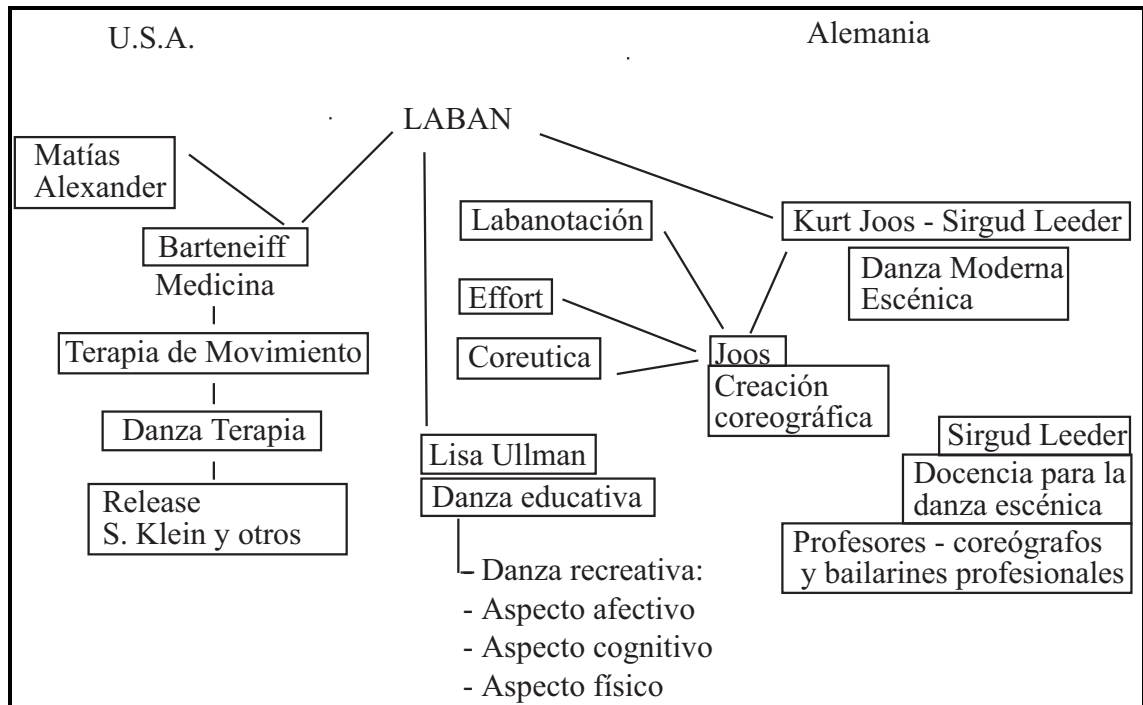 U.S.A.
Alemania
LABAN
Matías
Alexander
Barteneiff
Medicina
Terapia de Movimiento
Danza Terapia
Release
S. Klein y otros
Labanotación
Effort
Coreutica
Lisa Ullman
Danza educativa
- Danza recreativa:
- Aspecto afectivo
- Aspecto cognitivo
- Aspecto físico
Kurt Joos - Sirgud Leeder
Danza Moderna
Escénica
Joos
Creación
coreográfica
Sirgud Leeder
Docencia para la
danza escénica
Profesores - coreógrafos
y bailarines profesionales